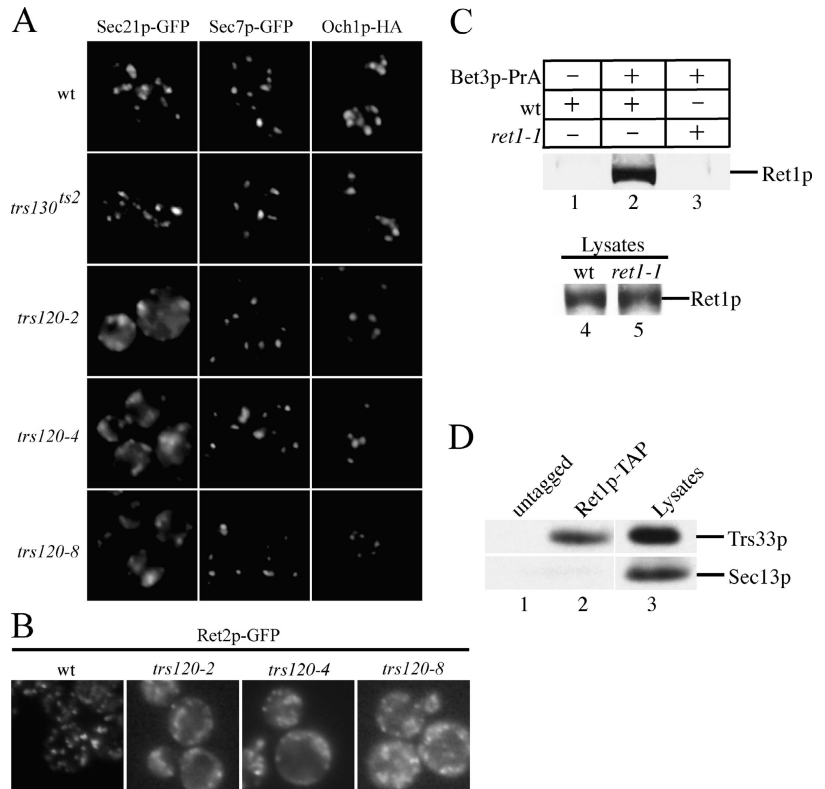 A
Sec21p-GFP Sec7p-GFP Och1p-HA
wt
trs130ts2
trs120-2
trs120-4
trs120-8
B
Ret2p-GFP
wt trs120-2 trs120-4 trs120-8
C
Bet3p-PrA − + +
wt + + −
ret1-1 − − +
Ret1p
1 2 3
Lysates
wt ret1-1
Ret1p
4 5
D
untagged Ret1p-TAP Lysates
Trs33p
Sec13p
1 2 3